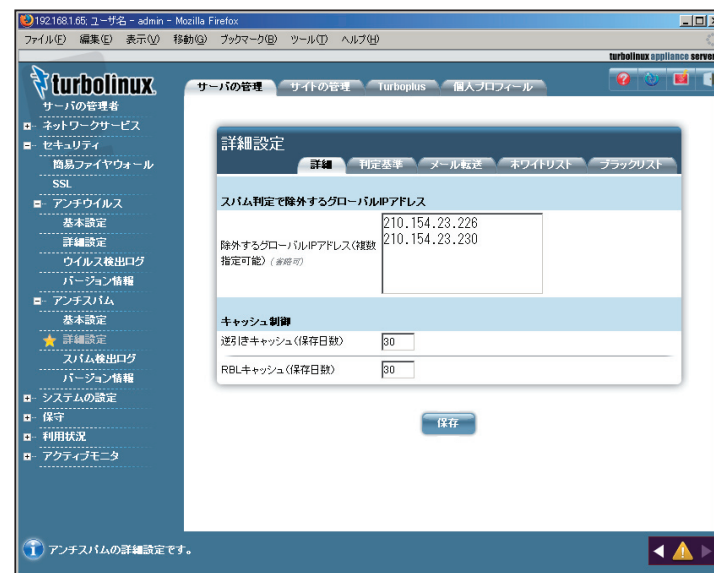 192.168.1.65; ユーザ名 - admin - Mozilla Firefox
ファイル(F) 編集(E) 表示(V) 移動(G) ブックマーク(B) ツール(T) ヘルプ(H)
turbolinux appliance server
turbolinux
サーバの管理 サイトの管理 Turboplus 個人プロフィール
サーバの管理者
ネットワークサービス
セキュリティ
簡易ファイヤウォール
SSL
アンチウイルス
基本設定
詳細設定
ウイルス検出ログ
バージョン情報
アンチスパム
基本設定
詳細設定
スパム検出ログ
バージョン情報
システムの設定
保守
利用状況
アクティブモニタ
詳細設定
詳細 判定基準 メール転送 ホワイトリスト ブラックリスト
スパム判定で除外するグローバルIPアドレス
除外するグローバルIPアドレス(複数
指定可能) (省略可)
210.154.23.226
210.154.23.230
キャッシュ制御
逆引きキャッシュ(保存日数) 30
RBLキャッシュ(保存日数) 30
保存
アンチスパムの詳細設定です。